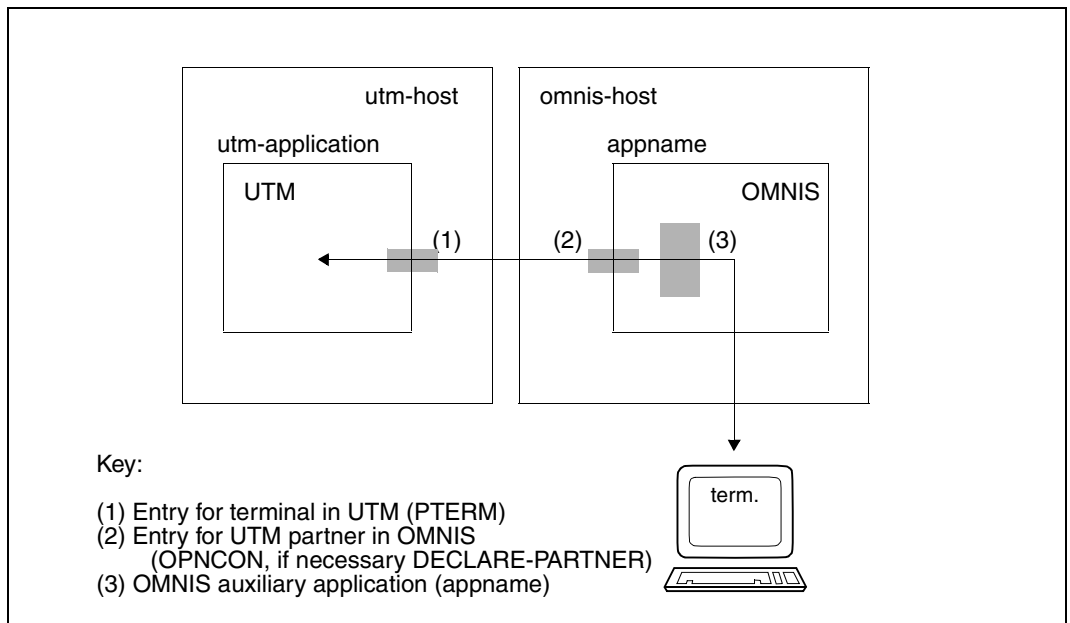 utm-host
omnis-host
utm-application
appname
UTM
OMNIS
(1)
(2)
(3)
term.
Key:
(1) Entry for terminal in UTM (PTERM)
(2) Entry for UTM partner in OMNIS
(OPNCON, if necessary DECLARE-PARTNER)
(3) OMNIS auxiliary application (appname)